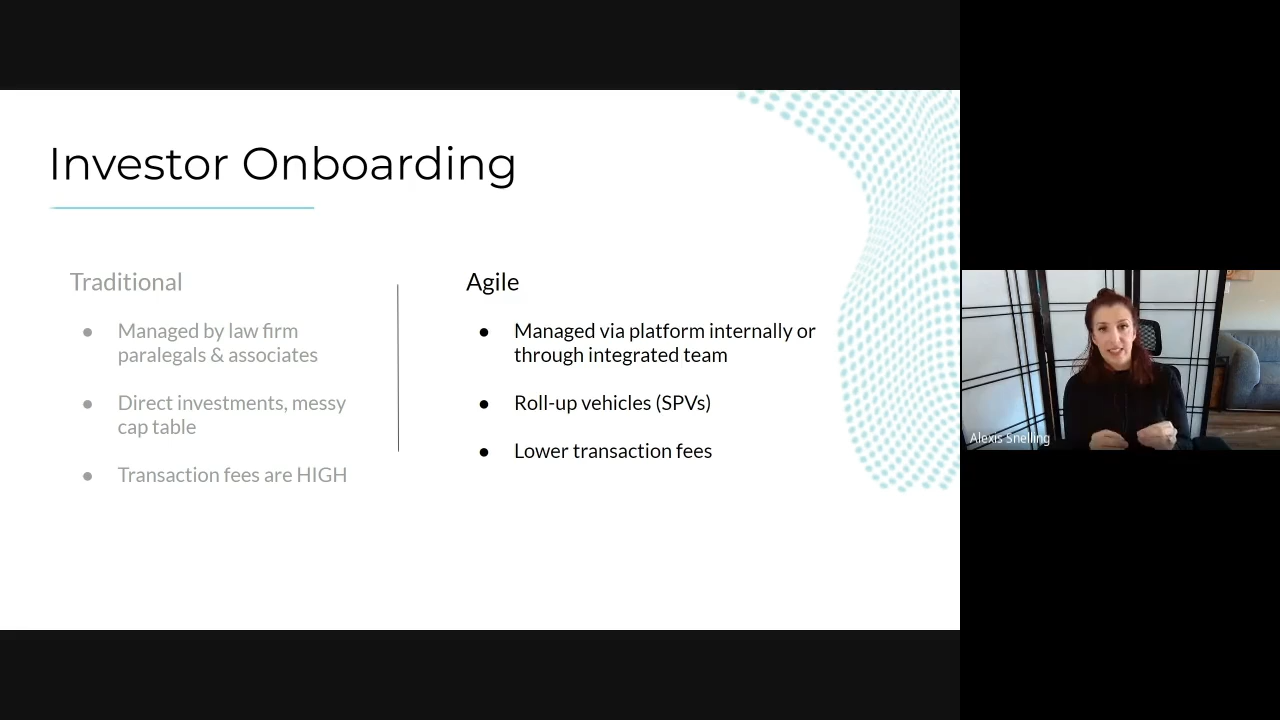 Investor Onboarding
Traditional
● Managed by law firm
paralegals & associates
● Direct investments, messy
cap table
● Transaction fees are HIGH
Agile
● Managed via platform internally or
through integrated team
● Roll-up vehicles (SPVs)
● Lower transaction fees
Alexis Snelling